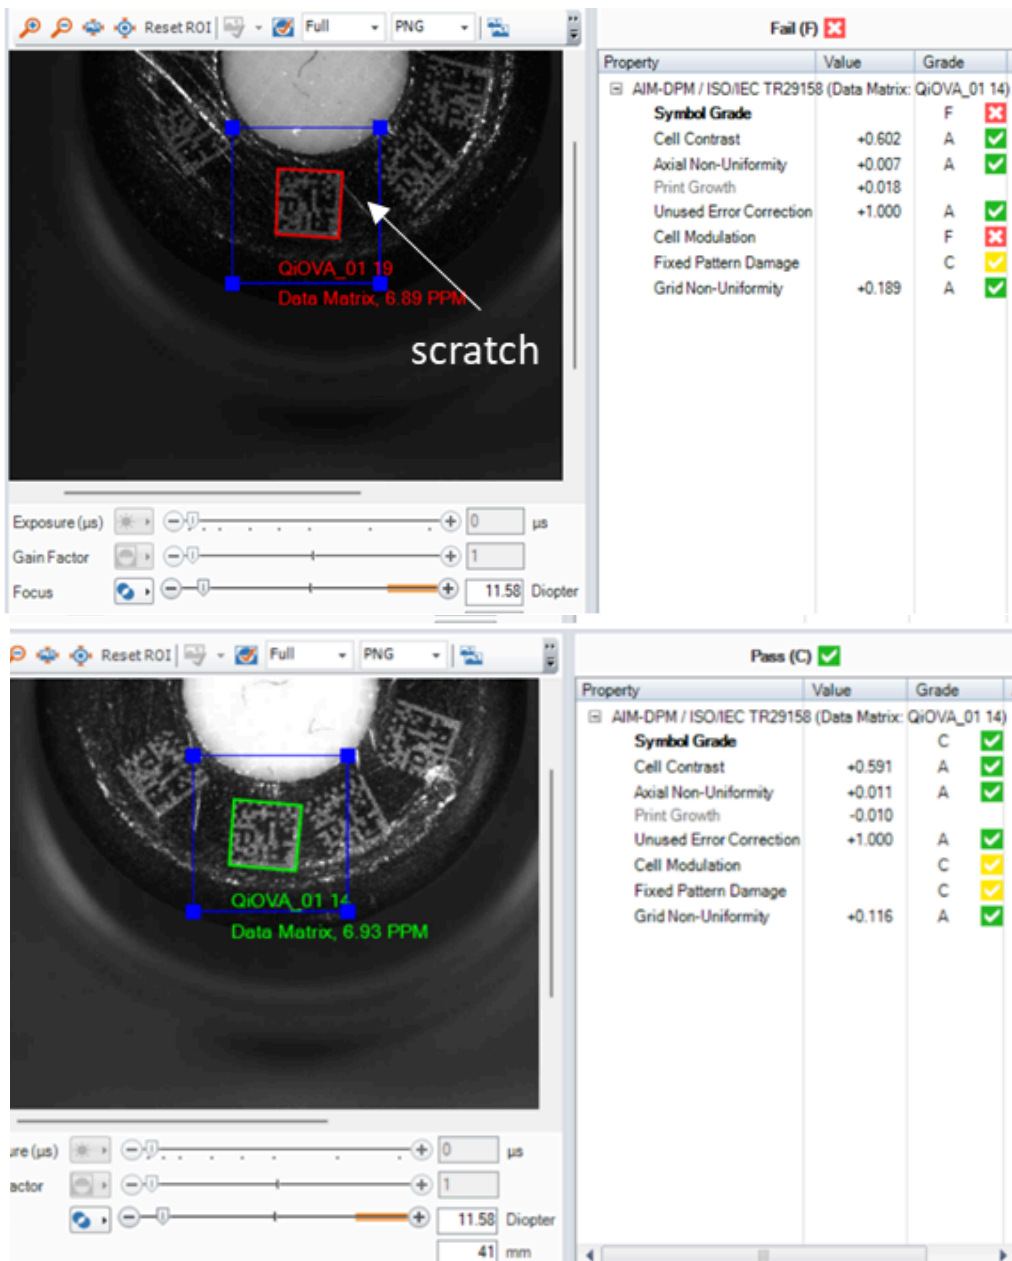 Reset ROI Full PNG
Fail (F)
Property Value Grade
AIM-DPM / ISO/IEC TR29158 (Data Matrix: QiOVA_01 14)
Symbol Grade F
Cell Contrast +0.602 A
Axial Non-Uniformity +0.007 A
Print Growth +0.018
Unused Error Correction +1.000 A
Cell Modulation F
Fixed Pattern Damage C
Grid Non-Uniformity +0.189 A
QiOVA_01 19
Data Matrix, 6.89 PPM
scratch
Exposure (µs) 0 µs
Gain Factor 1
Focus 11.58 Diopter
Reset ROI Full PNG
Pass (C)
Property Value Grade
AIM-DPM / ISO/IEC TR29158 (Data Matrix: QiOVA_01 14)
Symbol Grade C
Cell Contrast +0.591 A
Axial Non-Uniformity +0.011 A
Print Growth -0.010
Unused Error Correction +1.000 A
Cell Modulation C
Fixed Pattern Damage C
Grid Non-Uniformity +0.116 A
QiOVA_01 14
Data Matrix, 6.93 PPM
ure (µs) 0 µs
actor 1
11.58 Diopter
41 mm